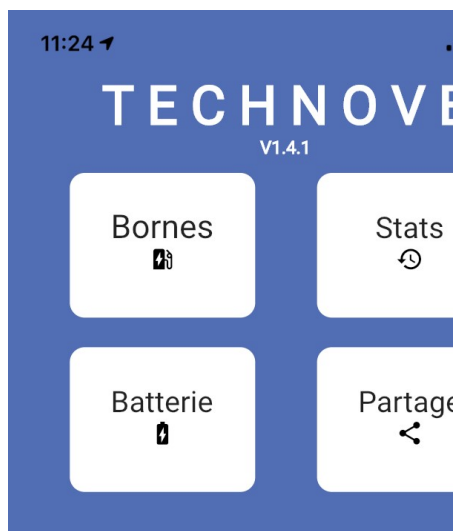 11:24
TECHNOVE
V1.4.1
Bornes
Stats
Batterie
Partage